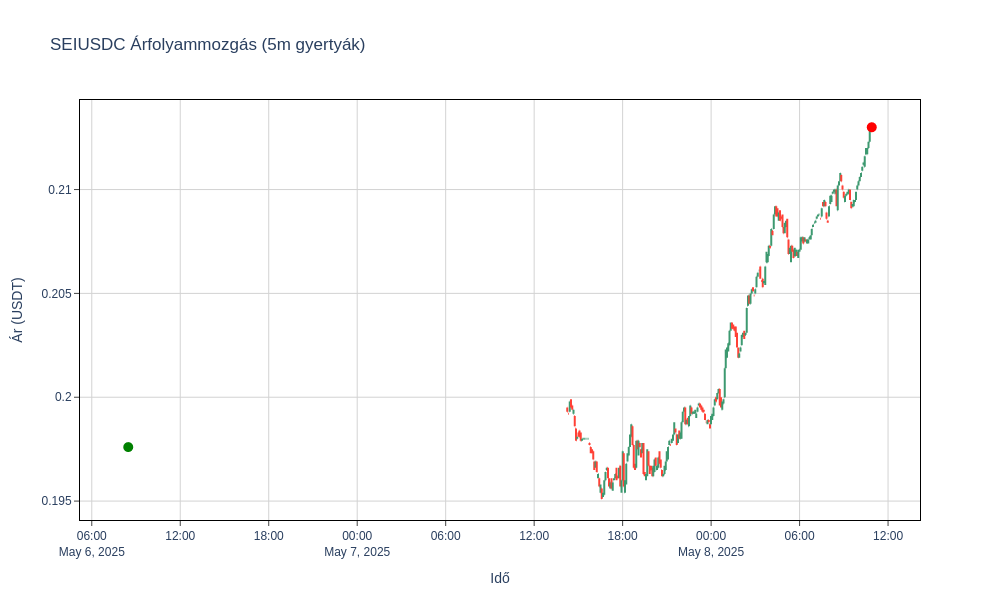 SEIUSDC Árfolyammozgás (5m gyertyák)
0.21
0.205
0.2
0.195
Ár (USDT)
06:00 12:00 18:00 00:00 06:00 12:00 18:00 00:00 06:00 12:00
May 6, 2025 May 7, 2025 May 8, 2025
Idő